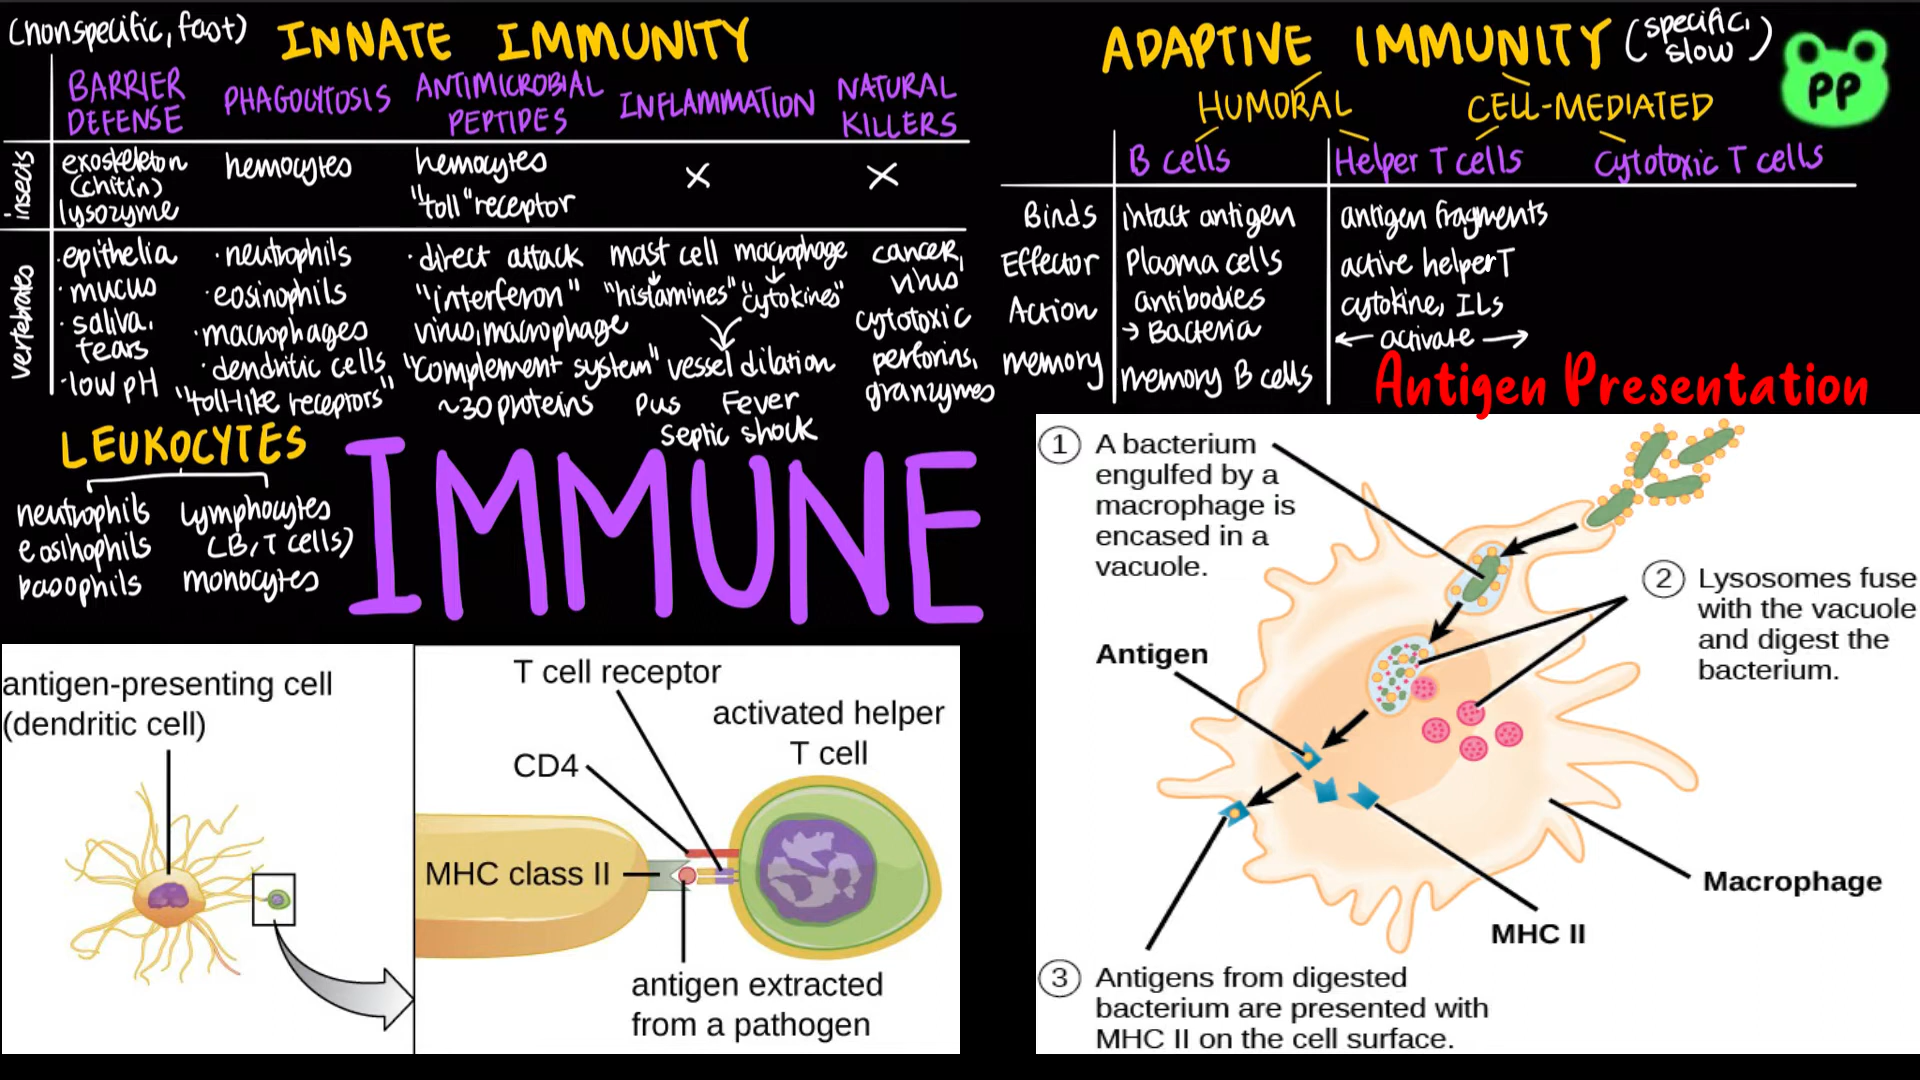 (nonspecific, fast) INNATE IMMUNITY
BARRIER DEFENSE
PHAGOCYTOSIS
ANTIMICROBIAL PEPTIDES
INFLAMMATION
NATURAL KILLERS
insects
exoskeleton
(chitin)
lysozyme
hemocytes
hemocytes
"toll" receptor
X
X
vertebrates
·epithelia
·mucus
·saliva,
tears
·low pH
·neutrophils
·eosinophils
·macrophages
·dendritic cells
"toll-like receptors"
·direct attack
"interferon"
virus, macrophage
"complement system"
~30 proteins
mast cell macrophage
"histamines" "cytokines"
vessel dilation
pus Fever
septic shock
cancer,
virus
cytotoxic
perforins,
granzymes
LEUKOCYTES
neutrophils
eosinophils
basophils
lymphocytes
(B, T cells)
monocytes
IMMUNE
ADAPTIVE IMMUNITY (specific, slow)
PP
HUMORAL CELL-MEDIATED
B cells Helper T cells Cytotoxic T cells
Binds intact antigen antigen fragments
Effector Plasma cells active helper T
Action antibodies cytokine, ILs
→ Bacteria ← activate →
memory memory B cells
Antigen Presentation
antigen-presenting cell
(dendritic cell)
T cell receptor
activated helper
T cell
CD4
MHC class II
antigen extracted
from a pathogen
1 A bacterium
engulfed by a
macrophage is
encased in a
vacuole.
2 Lysosomes fuse
with the vacuole
and digest the
bacterium.
Antigen
Macrophage
MHC II
3 Antigens from digested
bacterium are presented with
MHC II on the cell surface.